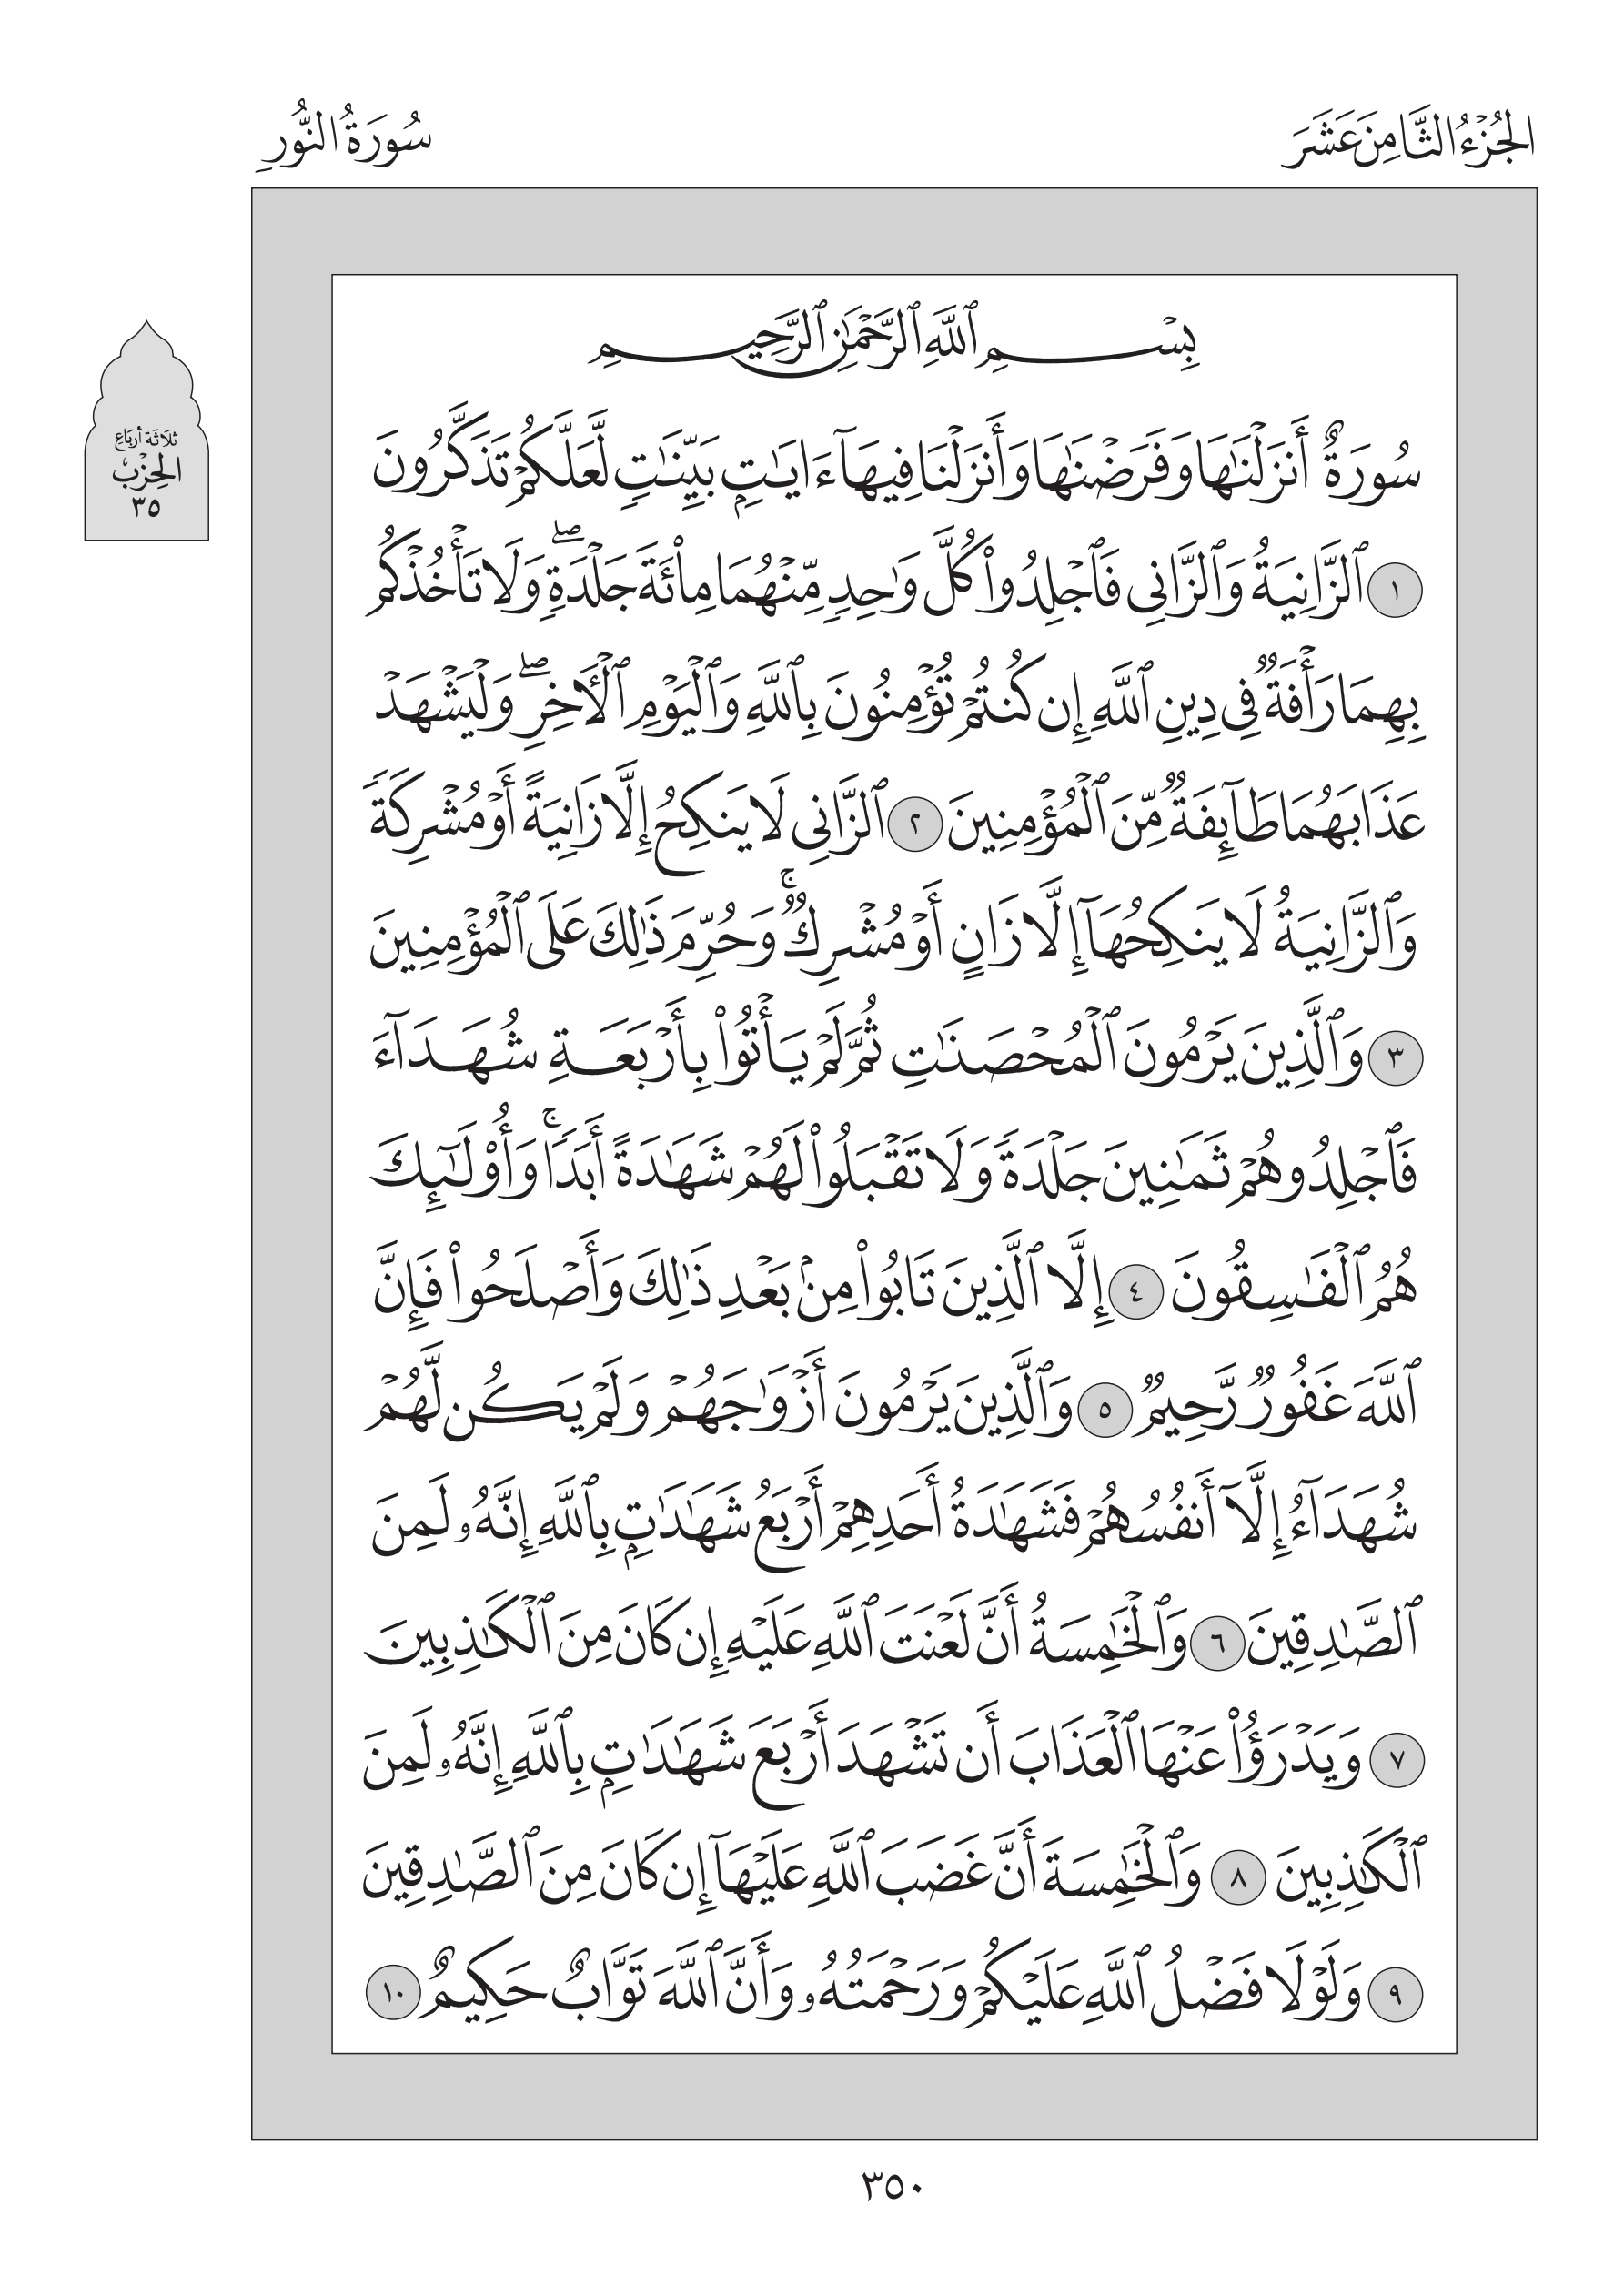 الجُزْءُ الثَّامِنَ عَشَرَ
سُورَةُ النُّورِ
ثَلَاثَة أَربَاع
الحِزْب
٣٥
بِسْمِ ٱللَّهِ ٱلرَّحْمَٰنِ ٱلرَّحِيمِ
سُورَةٌ أَنزَلْنَٰهَا وَفَرَضْنَٰهَا وَأَنزَلْنَا فِيهَآ ءَايَٰتٍۭ بَيِّنَٰتٍ لَّعَلَّكُمْ تَذَكَّرُونَ
١ ٱلزَّانِيَةُ وَٱلزَّانِى فَٱجْلِدُوا۟ كُلَّ وَٰحِدٍ مِّنْهُمَا مِا۟ئَةَ جَلْدَةٍ ۖ وَلَا تَأْخُذْكُم
بِهِمَا رَأْفَةٌ فِى دِينِ ٱللَّهِ إِن كُنتُمْ تُؤْمِنُونَ بِٱللَّهِ وَٱلْيَوْمِ ٱلْـَٔاخِرِ ۖ وَلْيَشْهَدْ
عَذَابَهُمَا طَآئِفَةٌ مِّنَ ٱلْمُؤْمِنِينَ ٢ ٱلزَّانِى لَا يَنكِحُ إِلَّا زَانِيَةً أَوْ مُشْرِكَةً
وَٱلزَّانِيَةُ لَا يَنكِحُهَآ إِلَّا زَانٍ أَوْ مُشْرِكٌ ۚ وَحُرِّمَ ذَٰلِكَ عَلَى ٱلْمُؤْمِنِينَ
٣ وَٱلَّذِينَ يَرْمُونَ ٱلْمُحْصَنَٰتِ ثُمَّ لَمْ يَأْتُوا۟ بِأَرْبَعَةِ شُهَدَآءَ
فَٱجْلِدُوهُمْ ثَمَٰنِينَ جَلْدَةً وَلَا تَقْبَلُوا۟ لَهُمْ شَهَٰدَةً أَبَدًا ۚ وَأُو۟لَٰٓئِكَ
هُمُ ٱلْفَٰسِقُونَ ٤ إِلَّا ٱلَّذِينَ تَابُوا۟ مِنۢ بَعْدِ ذَٰلِكَ وَأَصْلَحُوا۟ فَإِنَّ
ٱللَّهَ غَفُورٌ رَّحِيمٌ ٥ وَٱلَّذِينَ يَرْمُونَ أَزْوَٰجَهُمْ وَلَمْ يَكُن لَّهُمْ
شُهَدَآءُ إِلَّآ أَنفُسُهُمْ فَشَهَٰدَةُ أَحَدِهِمْ أَرْبَعُ شَهَٰدَٰتٍۭ بِٱللَّهِ إِنَّهُۥ لَمِنَ
ٱلصَّٰدِقِينَ ٦ وَٱلْخَٰمِسَةُ أَنَّ لَعْنَتَ ٱللَّهِ عَلَيْهِ إِن كَانَ مِنَ ٱلْكَٰذِبِينَ
٧ وَيَدْرَؤُا۟ عَنْهَا ٱلْعَذَابَ أَن تَشْهَدَ أَرْبَعَ شَهَٰدَٰتٍۭ بِٱللَّهِ إِنَّهُۥ لَمِنَ
ٱلْكَٰذِبِينَ ٨ وَٱلْخَٰمِسَةَ أَنَّ غَضَبَ ٱللَّهِ عَلَيْهَآ إِن كَانَ مِنَ ٱلصَّٰدِقِينَ
٩ وَلَوْلَا فَضْلُ ٱللَّهِ عَلَيْكُمْ وَرَحْمَتُهُۥ وَأَنَّ ٱللَّهَ تَوَّابٌ حَكِيمٌ ١٠
٣٥٠